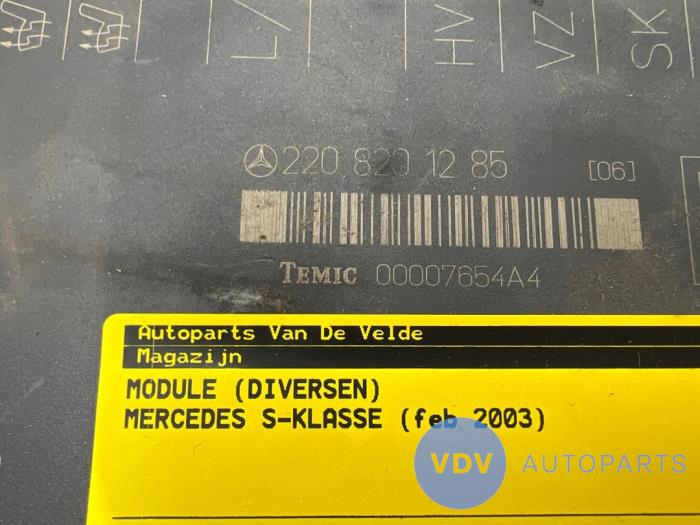 L/
HV
VZ
SK
220 820 12 85 [06]
TEMIC 00007654A4
Autoparts Van De Velde
Magazijn
MODULE (DIVERSEN)
MERCEDES S-KLASSE (feb 2003)
VDV AUTOPARTS